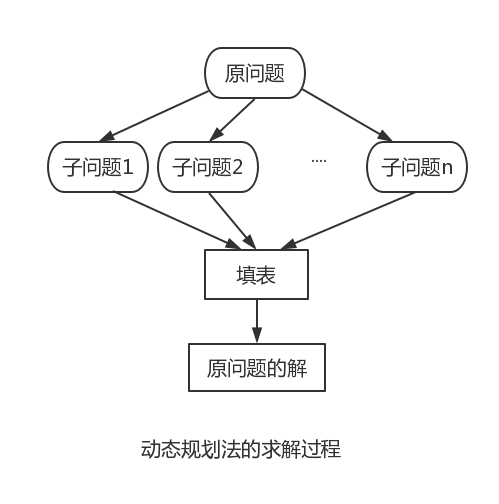 原问题
子问题1
子问题2
....
子问题n
填表
原问题的解
动态规划法的求解过程